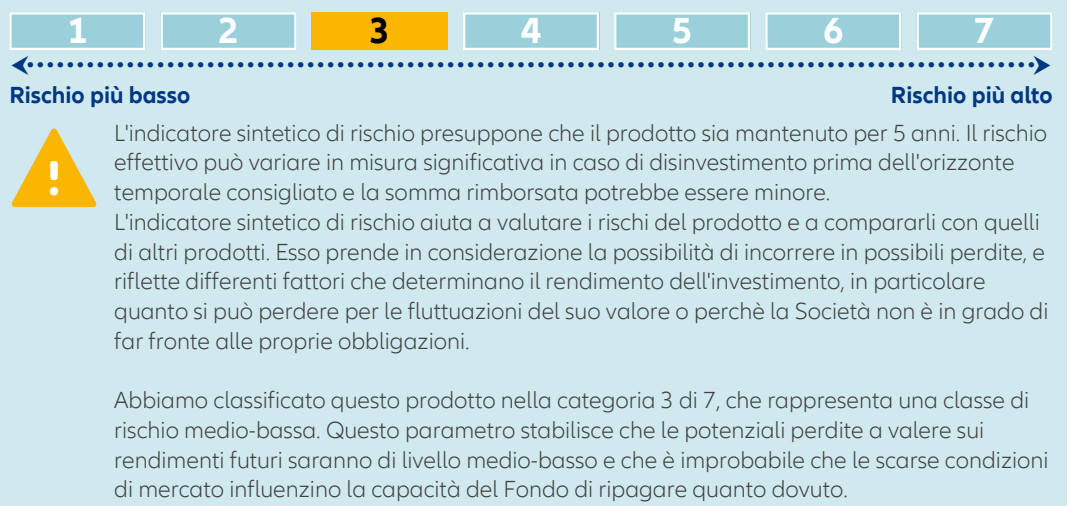 1 2 3 4 5 6 7
Rischio più basso Rischio più alto
L'indicatore sintetico di rischio presuppone che il prodotto sia mantenuto per 5 anni. Il rischio
effettivo può variare in misura significativa in caso di disinvestimento prima dell'orizzonte
temporale consigliato e la somma rimborsata potrebbe essere minore.
L'indicatore sintetico di rischio aiuta a valutare i rischi del prodotto e a compararli con quelli
di altri prodotti. Esso prende in considerazione la possibilità di incorrere in possibili perdite, e
riflette differenti fattori che determinano il rendimento dell'investimento, in particolare
quanto si può perdere per le fluttuazioni del suo valore o perchè la Società non è in grado di
far fronte alle proprie obbligazioni.
Abbiamo classificato questo prodotto nella categoria 3 di 7, che rappresenta una classe di
rischio medio-bassa. Questo parametro stabilisce che le potenziali perdite a valere sui
rendimenti futuri saranno di livello medio-basso e che è improbabile che le scarse condizioni
di mercato influenzino la capacità del Fondo di ripagare quanto dovuto.